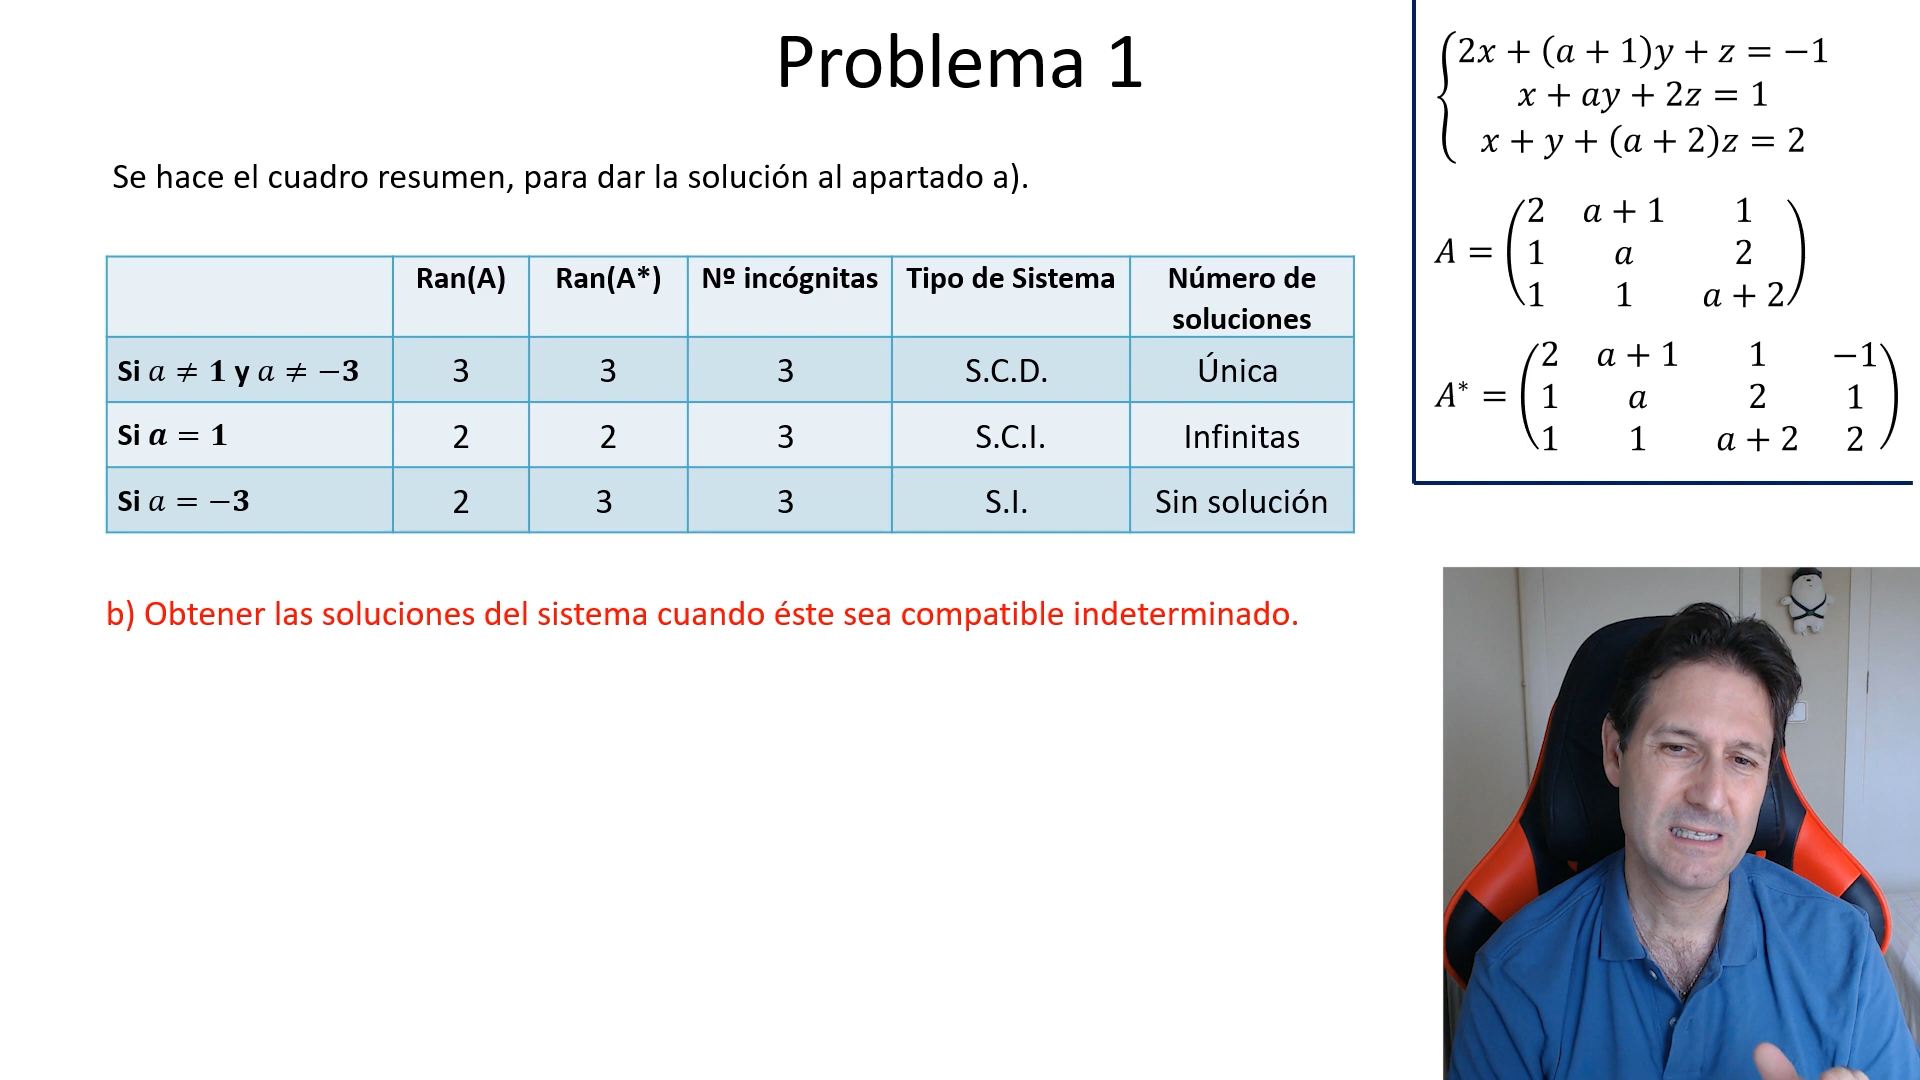 Problema 1
Se hace el cuadro resumen, para dar la solución al apartado a).
Ran(A) Ran(A*) Nº incógnitas Tipo de Sistema Número de soluciones
Si a ≠ 1 y a ≠ −3 3 3 3 S.C.D. Única
Si a = 1 2 2 3 S.C.I. Infinitas
Si a = −3 2 3 3 S.I. Sin solución
b) Obtener las soluciones del sistema cuando éste sea compatible indeterminado.
2x + (a + 1)y + z = −1
x + ay + 2z = 1
x + y + (a + 2)z = 2
2 a + 1 1
A = 1 a 2
1 1 a + 2
2 a + 1 1 −1
A* = 1 a 2 1
1 1 a + 2 2